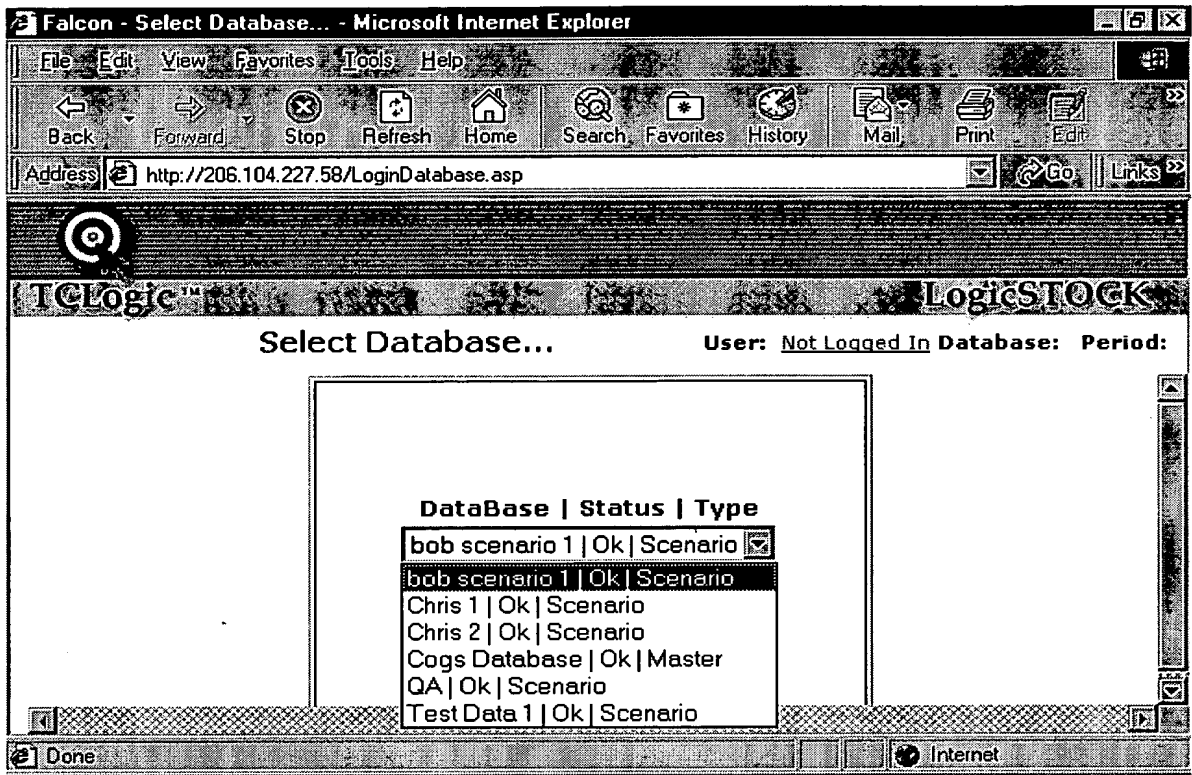 Falcon - Select Database... - Microsoft Internet Explorer
File Edit View Favorites Tools Help
Back Forward Stop Refresh Home Search Favorites History Mail Print Edit
Address http://206.104.227.58/LoginDatabase.asp Go Links
TCLogic™ LogicSTOCK
Select Database... User: Not Logged In Database: Period:
DataBase | Status | Type
bob scenario 1 | Ok | Scenario
bob scenario 1 | Ok | Scenario
Chris 1 | Ok | Scenario
Chris 2 | Ok | Scenario
Cogs Database | Ok | Master
QA | Ok | Scenario
Test Data 1 | Ok | Scenario
Done Internet